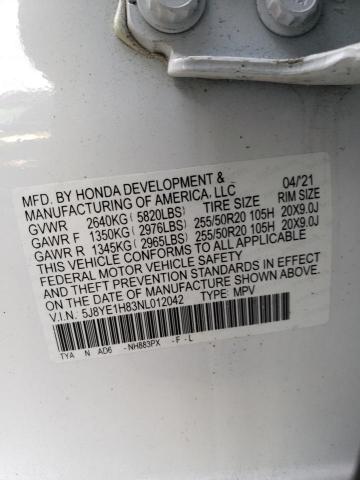 MFD. BY HONDA DEVELOPMENT & 04/'21
MANUFACTURING OF AMERICA, LLC
GVWR 2640KG (5820LBS) TIRE SIZE RIM SIZE
GAWR F 1350KG (2976LBS) 255/50R20 105H 20X9.0J
GAWR R 1345KG (2965LBS) 255/50R20 105H 20X9.0J
THIS VEHICLE CONFORMS TO ALL APPLICABLE
FEDERAL MOTOR VEHICLE SAFETY STANDARDS IN EFFECT
ON THE DATE OF MANUFACTURE SHOWN ABOVE.
V.I.N. 5J8YE1H83NL012042 TYPE: MPV
TYA N AD6 -NH883PX -F-L